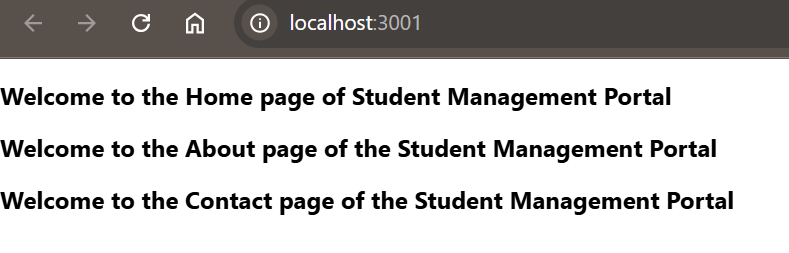 localhost:3001
Welcome to the Home page of Student Management Portal
Welcome to the About page of the Student Management Portal
Welcome to the Contact page of the Student Management Portal